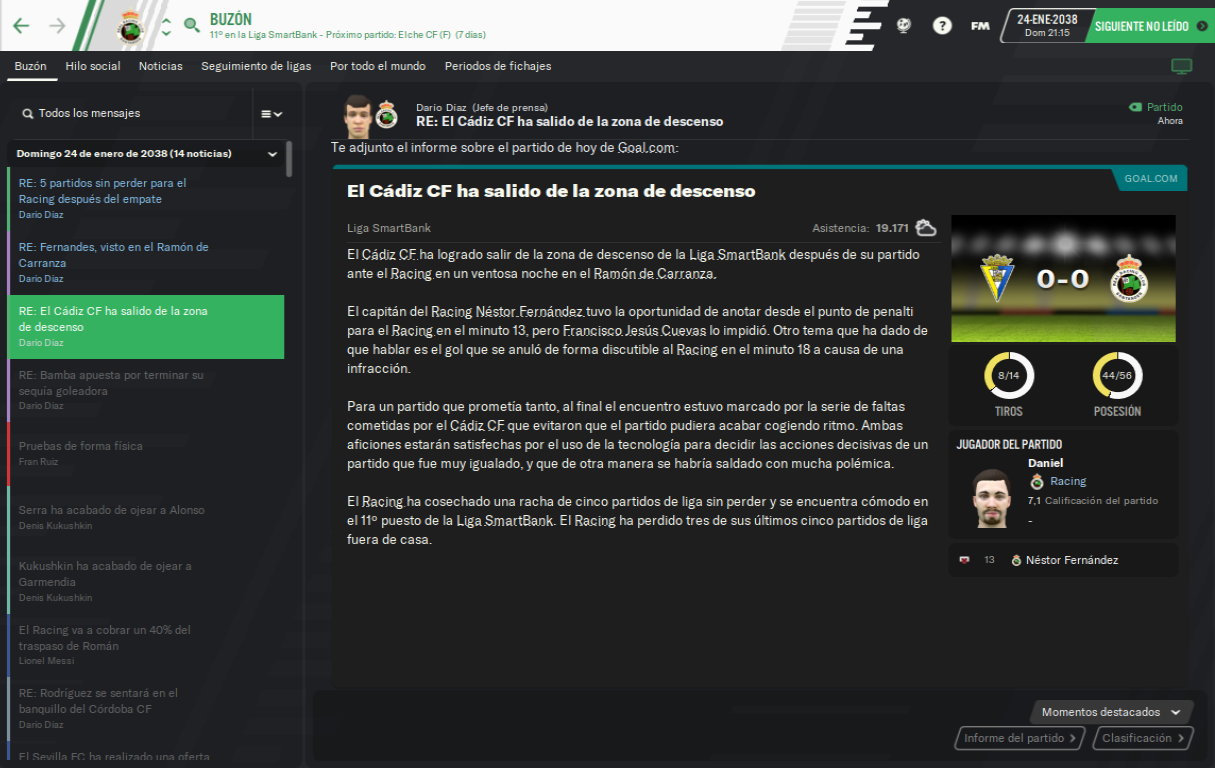 BUZÓN
11º en la Liga SmartBank - Próximo partido: Elche CF (F) (7 días)
?
FM
24-ENE-2038
Dom 21:15
SIGUIENTE NO LEÍDO
Buzón
Hilo social
Noticias
Seguimiento de ligas
Por todo el mundo
Periodos de fichajes
Todos los mensajes
Domingo 24 de enero de 2038 (14 noticias)
RE: 5 partidos sin perder para el
Racing después del empate
Darío Díaz
RE: Fernandes, visto en el Ramón de
Carranza
Darío Díaz
RE: El Cádiz CF ha salido de la zona
de descenso
Darío Díaz
RE: Bamba apuesta por terminar su
sequía goleadora
Darío Díaz
Pruebas de forma física
Fran Ruiz
Serra ha acabado de ojear a Alonso
Denis Kukushkin
Kukushkin ha acabado de ojear a
Garmendia
Denis Kukushkin
El Racing va a cobrar un 40% del
traspaso de Román
Lionel Messi
RE: Rodríguez se sentará en el
banquillo del Córdoba CF
Darío Díaz
El Sevilla FC ha realizado una oferta
Darío Díaz (Jefe de prensa)
RE: El Cádiz CF ha salido de la zona de descenso
Partido
Ahora
Te adjunto el informe sobre el partido de hoy de Goal.com:
GOAL.COM
El Cádiz CF ha salido de la zona de descenso
Liga SmartBank
Asistencia: 19.171
El Cádiz CF ha logrado salir de la zona de descenso de la Liga SmartBank después de su partido
ante el Racing en un ventosa noche en el Ramón de Carranza.
El capitán del Racing Néstor Fernández tuvo la oportunidad de anotar desde el punto de penalti
para el Racing en el minuto 13, pero Francisco Jesús Cuevas lo impidió. Otro tema que ha dado de
que hablar es el gol que se anuló de forma discutible al Racing en el minuto 18 a causa de una
infracción.
Para un partido que prometía tanto, al final el encuentro estuvo marcado por la serie de faltas
cometidas por el Cádiz CF que evitaron que el partido pudiera acabar cogiendo ritmo. Ambas
aficiones estarán satisfechas por el uso de la tecnología para decidir las acciones decisivas de un
partido que fue muy igualado, y que de otra manera se habría saldado con mucha polémica.
El Racing ha cosechado una racha de cinco partidos de liga sin perder y se encuentra cómodo en
el 11º puesto de la Liga SmartBank. El Racing ha perdido tres de sus últimos cinco partidos de liga
fuera de casa.
0-0
8/14
44/56
TIROS
POSESIÓN
JUGADOR DEL PARTIDO
Daniel
Racing
7,1 Calificación del partido
-
13 Néstor Fernández
Momentos destacados
Informe del partido
Clasificación